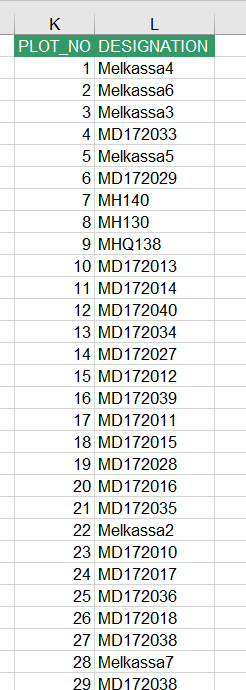 K L
PLOT_NO DESIGNATION
1 Melkassa4
2 Melkassa6
3 Melkassa3
4 MD172033
5 Melkassa5
6 MD172029
7 MH140
8 MH130
9 MHQ138
10 MD172013
11 MD172014
12 MD172040
13 MD172034
14 MD172027
15 MD172012
16 MD172039
17 MD172011
18 MD172015
19 MD172028
20 MD172016
21 MD172035
22 Melkassa2
23 MD172010
24 MD172017
25 MD172036
26 MD172018
27 MD172038
28 Melkassa7
29 MD172038